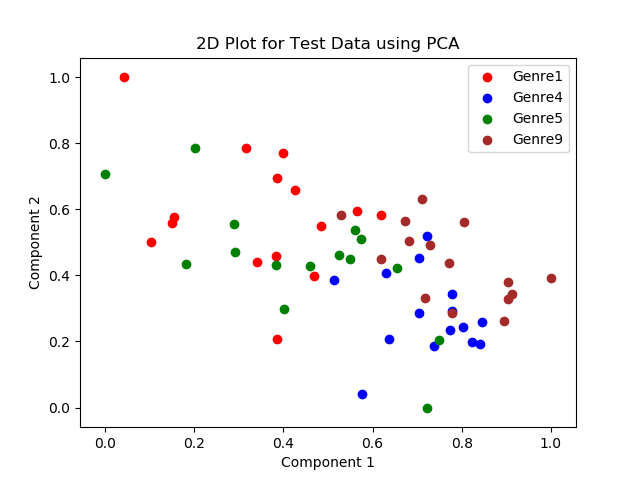 2D Plot for Test Data using PCA
Genre1
Genre4
Genre5
Genre9
1.0
0.8
0.6
0.4
0.2
0.0
Component 2
0.0 0.2 0.4 0.6 0.8 1.0
Component 1